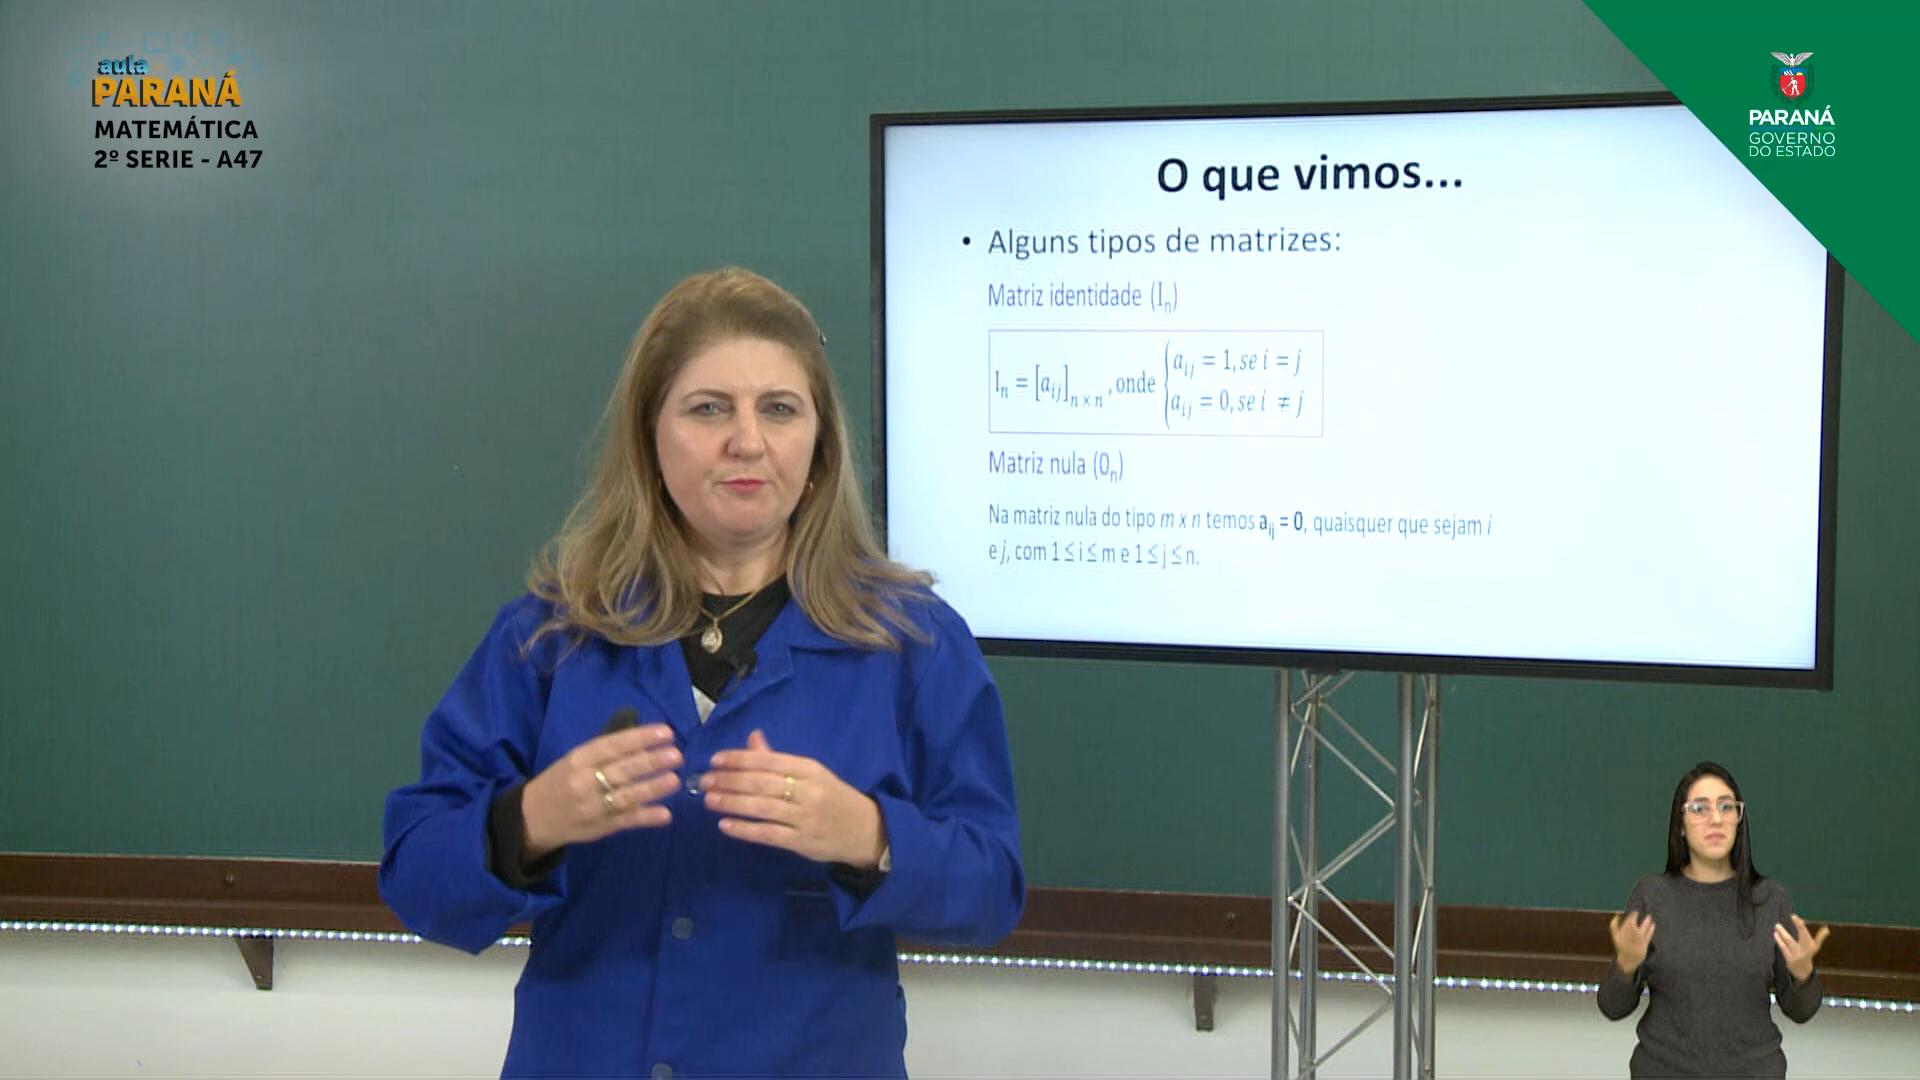 aula
PARANÁ
MATEMÁTICA
2º SERIE - A47
PARANÁ
GOVERNO
DO ESTADO
O que vimos...
• Alguns tipos de matrizes:
Matriz identidade (Iₙ)
Iₙ = [aᵢⱼ]ₙ ₓ ₙ, onde {aᵢⱼ = 1, se i = j
aᵢⱼ = 0, se i ≠ j
Matriz nula (0ₙ)
Na matriz nula do tipo m x n temos aᵢⱼ = 0, quaisquer que sejam i
e j, com 1 ≤ i ≤ m e 1 ≤ j ≤ n.